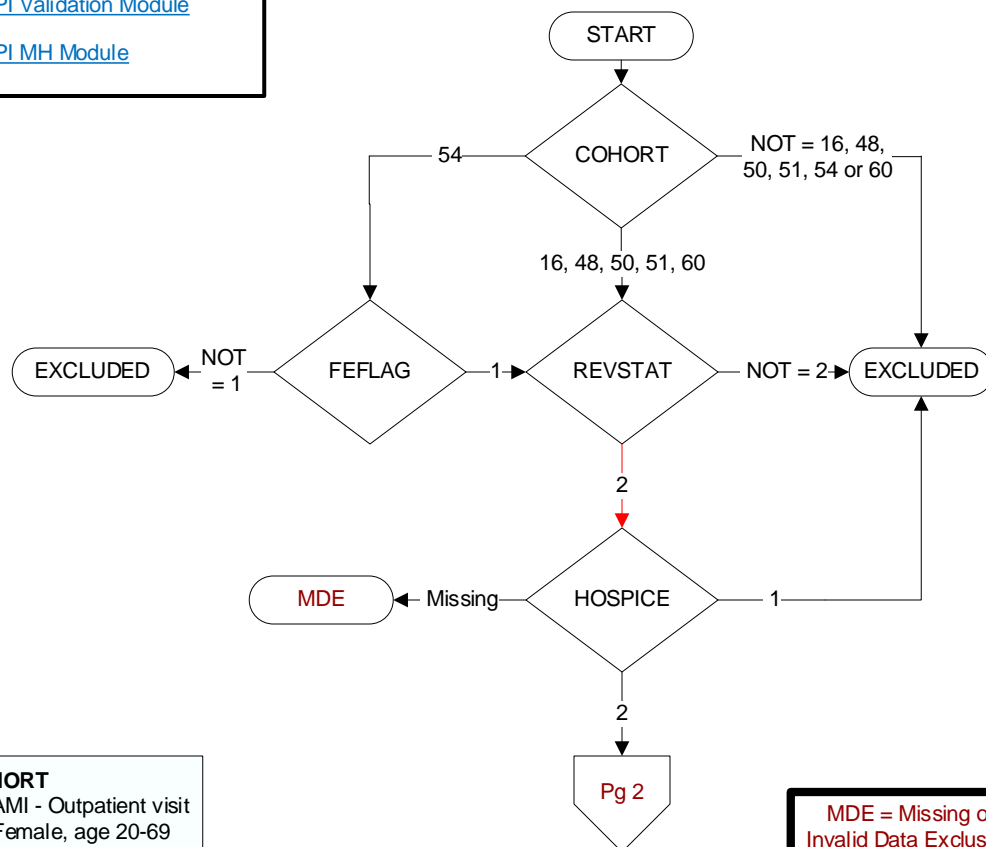 PI Validation Module
PI MH Module
START
COHORT
54
NOT = 16, 48,
50, 51, 54 or 60
16, 48, 50, 51, 60
EXCLUDED
NOT
= 1
FEFLAG
1
REVSTAT
NOT = 2
EXCLUDED
2
MDE
Missing
HOSPICE
1
2
Pg 2
HORT
AMI - Outpatient visit
Female, age 20-69
MDE = Missing o
Invalid Data Exclus